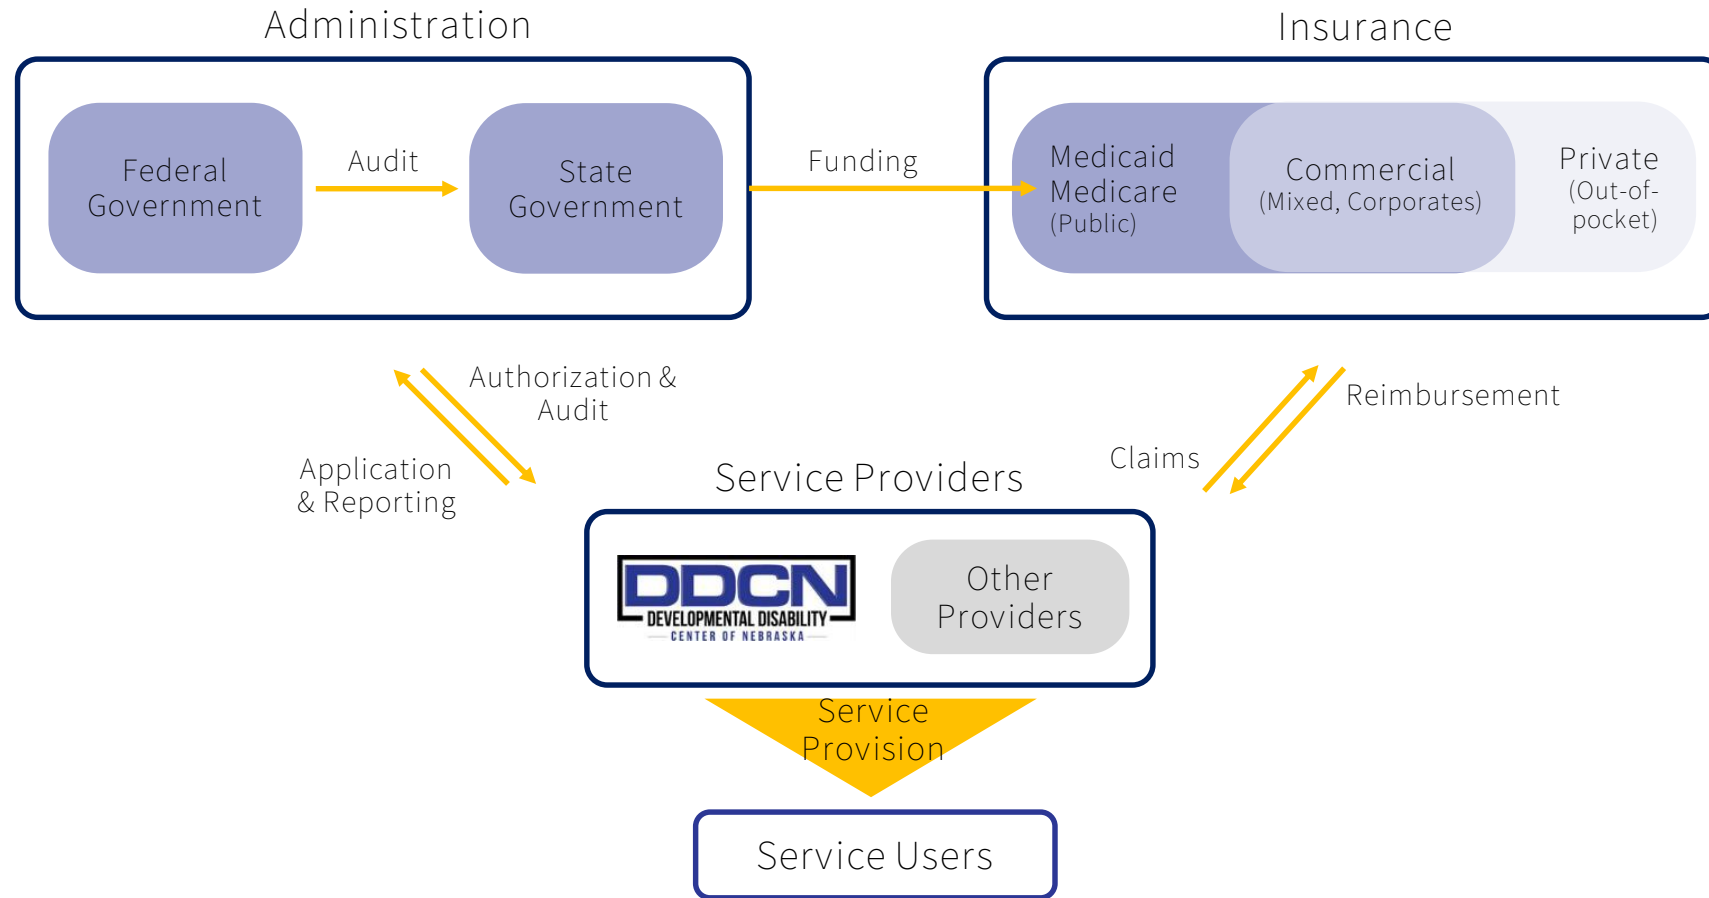 Administration
Insurance
Federal
Government
Audit
State
Government
Funding
Medicaid
Medicare
(Public)
Commercial
(Mixed, Corporates)
Private
(Out-of-
pocket)
Authorization &
Audit
Application
& Reporting
Claims
Reimbursement
Service Providers
DDCN
DEVELOPMENTAL DISABILITY
CENTER OF NEBRASKA
Other
Providers
Service
Provision
Service Users